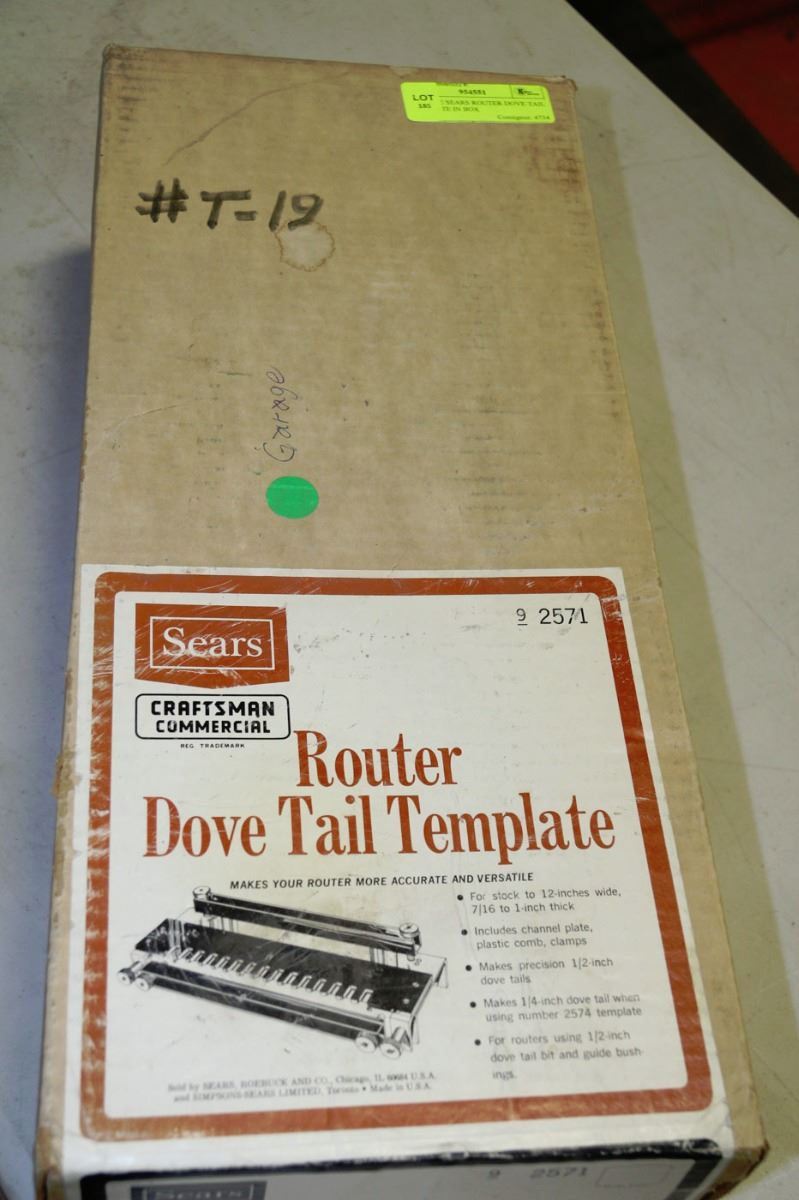 954551
LOT
SEARS ROUTER DOVE TAIL
TE IN BOX
Consignor: 4734
#T-19
Garage
Sears
9 2571
CRAFTSMAN
COMMERCIAL
REG TRADEMARK
Router
Dove Tail Template
MAKES YOUR ROUTER MORE ACCURATE AND VERSATILE
• For stock to 12-inches wide,
7/16 to 1-inch thick
• Includes channel plate,
plastic comb, clamps
• Makes precision 1/2-inch
dove tails
• Makes 1/4-inch dove tail when
using number 2574 template
• For routers using 1/2-inch
dove tail bit and guide bush-
ings.
Sold by SEARS, ROEBUCK AND CO., Chicago, IL 60684 U.S.A.
and SIMPSONS-SEARS LIMITED, Toronto • Made in U.S.A.
Sears
9 2571